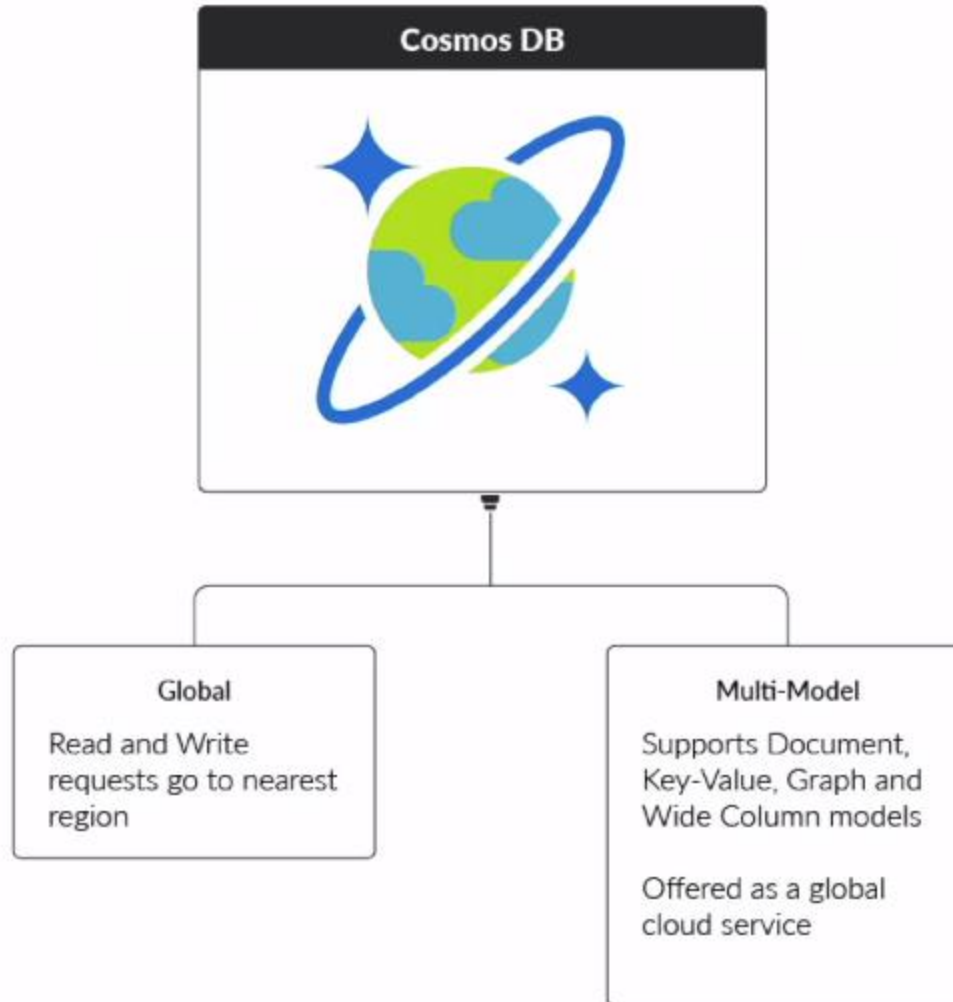 Cosmos DB
Global
Read and Write
requests go to nearest
region
Multi-Model
Supports Document,
Key-Value, Graph and
Wide Column models
Offered as a global
cloud service